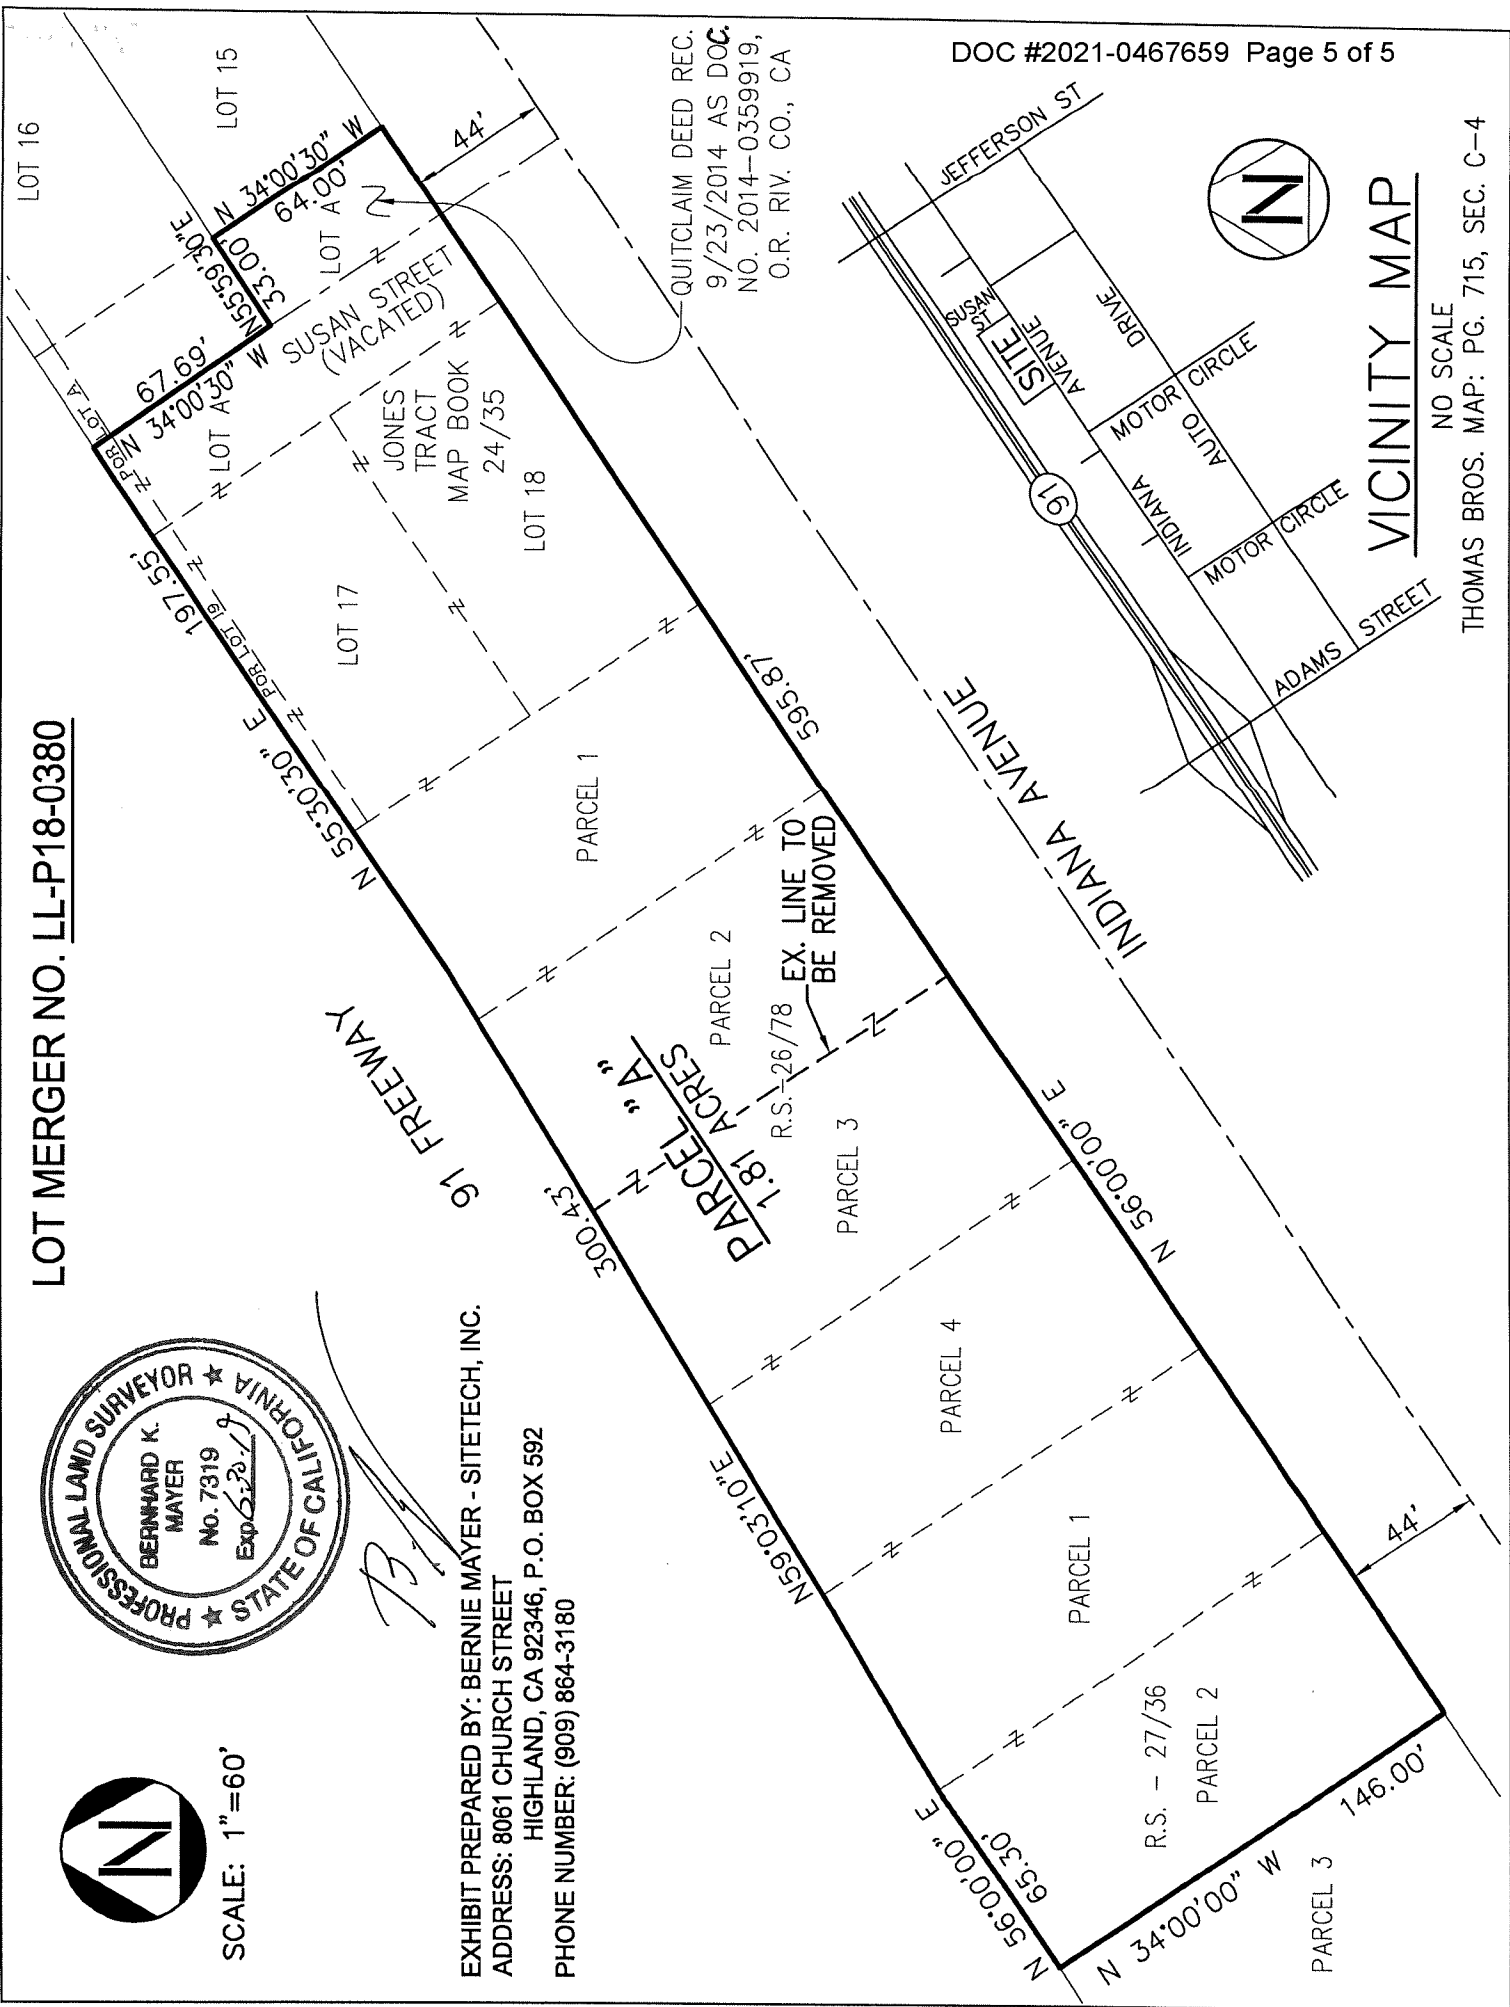 DOC #2021-0467659 Page 5 of 5
LOT MERGER NO. LL-P18-0380
SCALE: 1"=60'
N
PROFESSIONAL LAND SURVEYOR
STATE OF CALIFORNIA
BERNHARD K.
MAYER
No. 7319
Exp 6-30-19
EXHIBIT PREPARED BY: BERNIE MAYER - SITETECH, INC.
ADDRESS: 8061 CHURCH STREET
HIGHLAND, CA 92346, P.O. BOX 592
PHONE NUMBER: (909) 864-3180
91 FREEWAY
N 56°00'00" E
65.30'
N59°03'10"E
300.43'
N 55°30'30" E
197.55'
N 34°00'30" W
67.69'
N55°59'30"E
33.00'
N 34°00'30" W
64.00'
N 56°00'00" E
595.87'
N 34°00'00" W
146.00'
LOT 16
LOT 15
POR LOT A
LOT A
LOT A
POR LOT 19
SUSAN STREET
(VACATED)
JONES
TRACT
MAP BOOK
24/35
LOT 17
LOT 18
PARCEL 1
PARCEL 2
R.S.-26/78
EX. LINE TO
BE REMOVED
PARCEL "A"
1.81 ACRES
PARCEL 3
PARCEL 4
PARCEL 1
R.S. - 27/36
PARCEL 2
PARCEL 3
44'
44'
INDIANA AVENUE
QUITCLAIM DEED REC.
9/23/2014 AS DOC.
NO. 2014-0359919,
O.R. RIV. CO., CA
JEFFERSON ST
SUSAN
ST
SITE
AVENUE
DRIVE
MOTOR CIRCLE
AUTO
INDIANA
MOTOR CIRCLE
ADAMS STREET
91
N
VICINITY MAP
NO SCALE
THOMAS BROS. MAP: PG. 715, SEC. C-4